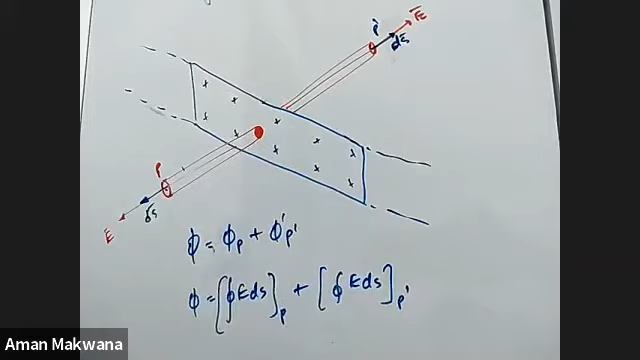 P' E
ds
P
ds
E
ϕ = ϕp + ϕ'p'
ϕ = [∮ E ds]p + [∮ E ds]p'
Aman Makwana